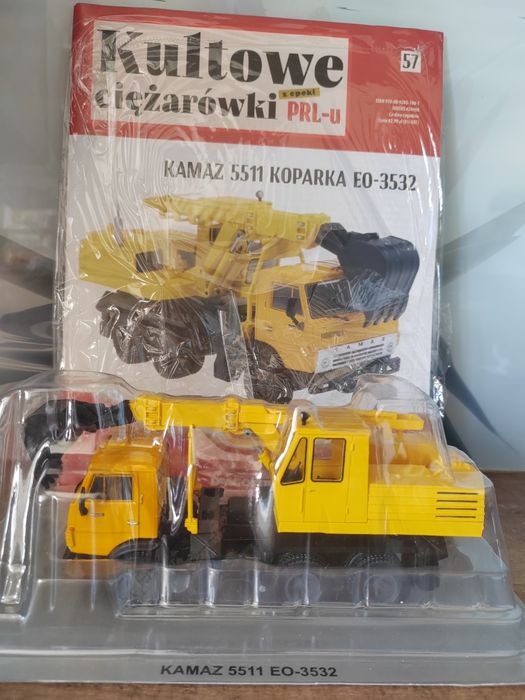 Kultowe
ciężarówki
z epoki
PRL-u
57
KAMAZ 5511 KOPARKA EO-3532
KAMAZ
KAMAZ 5511 EO-3532